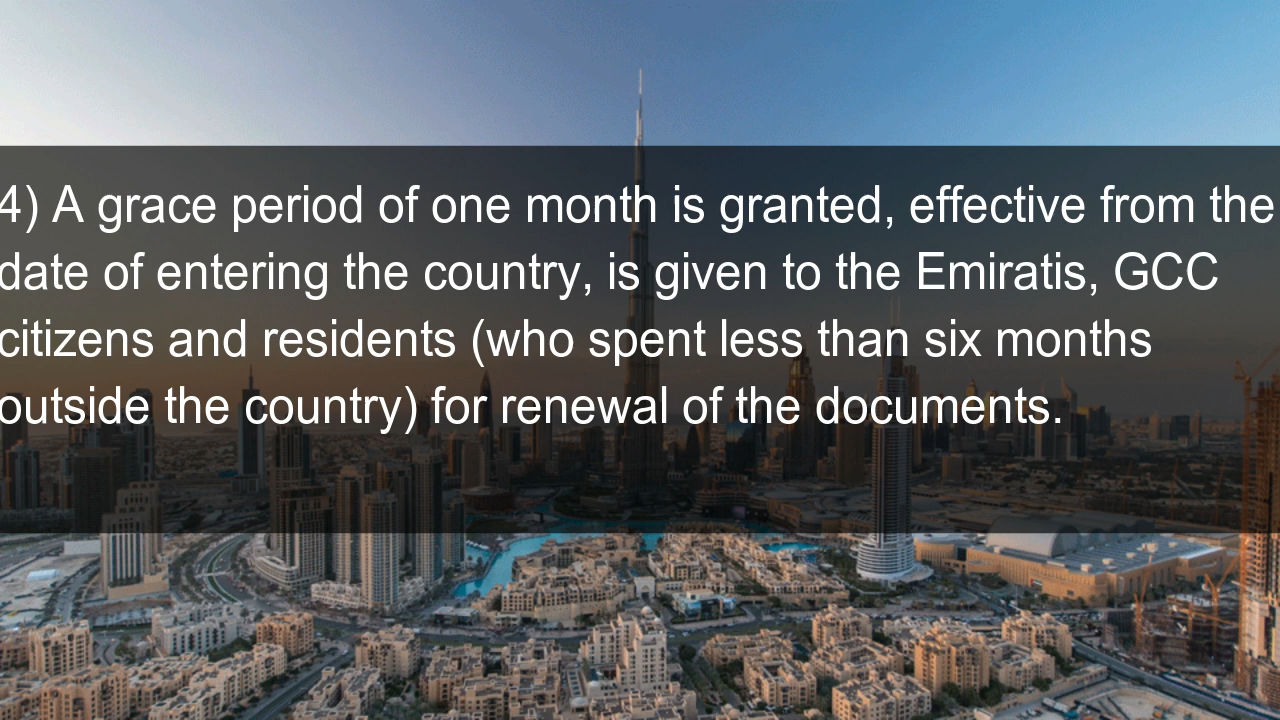 4) A grace period of one month is granted, effective from the
date of entering the country, is given to the Emiratis, GCC
citizens and residents (who spent less than six months
outside the country) for renewal of the documents.